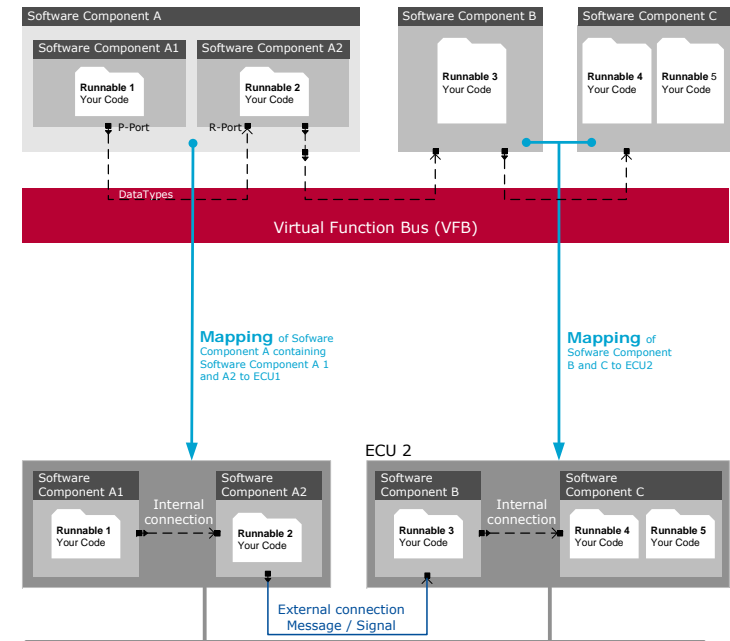 Software Component A
Software Component B
Software Component C
Software Component A1
Software Component A2
Runnable 1
Your Code
Runnable 2
Your Code
Runnable 3
Your Code
Runnable 4
Your Code
Runnable 5
Your Code
P-Port
R-Port
DataTypes
Virtual Function Bus (VFB)
Mapping of Sofware
Component A containing
Software Component A 1
and A2 to ECU1
Mapping of
Sofware Component
B and C to ECU2
ECU 2
Software
Component A1
Software
Component A2
Software
Component B
Software
Component C
Internal
connection
Internal
connection
Runnable 1
Your Code
Runnable 2
Your Code
Runnable 3
Your Code
Runnable 4
Your Code
Runnable 5
Your Code
External connection
Message / Signal